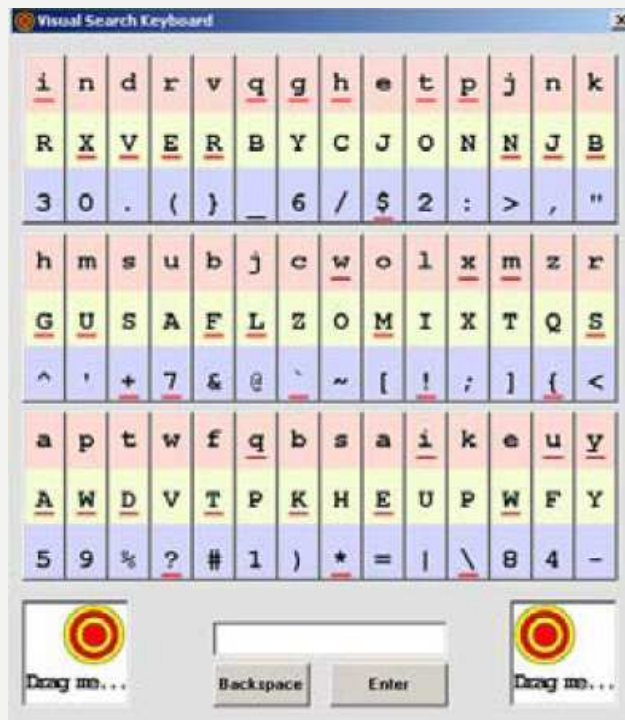 Visual Search Keyboard
i n d r v q g h e t p j n k
R X V E R B Y C J O N N J B
3 0 . ( } _ 6 / $ 2 : > , "
h m s u b j c w o l x m z r
G U S A F L Z O M I X T Q S
^ ' + 7 & @ ` ~ [ ! ; ] { <
a p t w f q b s a i k e u y
A W D V T P K H E U P W F Y
5 9 % ? # 1 ) * = | \ 8 4 -
Drag me...
Backspace
Enter
Drag me...